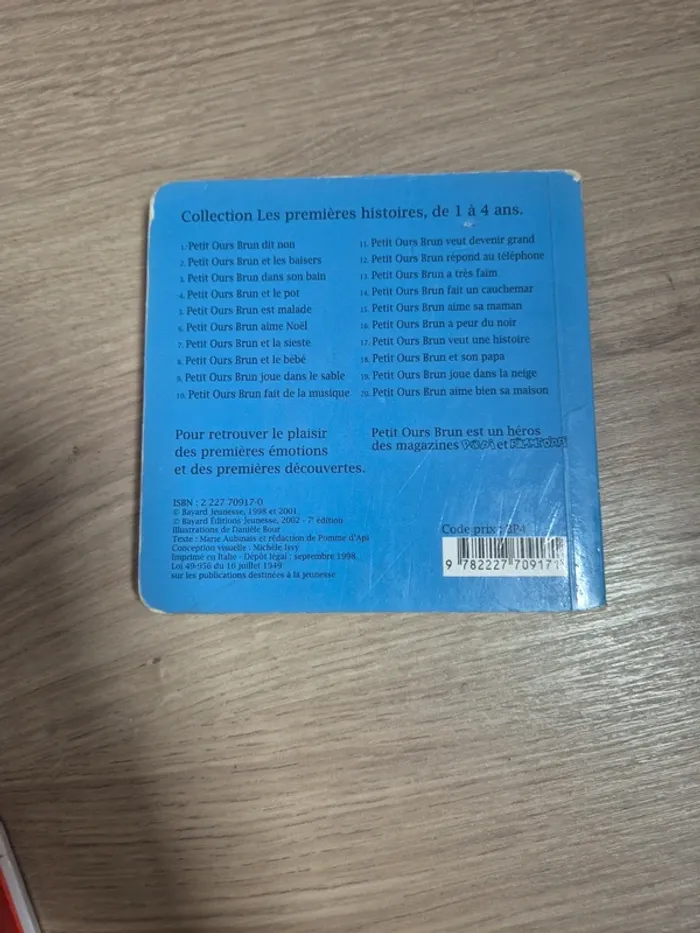 Collection Les premières histoires, de 1 à 4 ans.
1. Petit Ours Brun dit non
2. Petit Ours Brun et les baisers
3. Petit Ours Brun dans son bain
4. Petit Ours Brun et le pot
5. Petit Ours Brun est malade
6. Petit Ours Brun aime Noël
7. Petit Ours Brun et la sieste
8. Petit Ours Brun et le bébé
9. Petit Ours Brun joue dans le sable
10. Petit Ours Brun fait de la musique
11. Petit Ours Brun veut devenir grand
12. Petit Ours Brun répond au téléphone
13. Petit Ours Brun a très faim
14. Petit Ours Brun fait un cauchemar
15. Petit Ours Brun aime sa maman
16. Petit Ours Brun a peur du noir
17. Petit Ours Brun veut une histoire
18. Petit Ours Brun et son papa
19. Petit Ours Brun joue dans la neige
20. Petit Ours Brun aime bien sa maison
Pour retrouver le plaisir
des premières émotions
et des premières découvertes.
Petit Ours Brun est un héros
des magazines Popi et POMME D'API
ISBN : 2 227 70917-0
© Bayard Jeunesse, 1998 et 2001
© Bayard Éditions Jeunesse, 2002 - 7e édition
Illustrations de Danièle Bour
Texte : Marie Aubinais et rédaction de Pomme d'Api
Conception visuelle : Michèle Isvy
Imprimé en Italie - Dépôt légal : septembre 1998
Loi 49-956 du 16 juillet 1949
sur les publications destinées à la jeunesse
Code prix : BP4
9 782227 709171